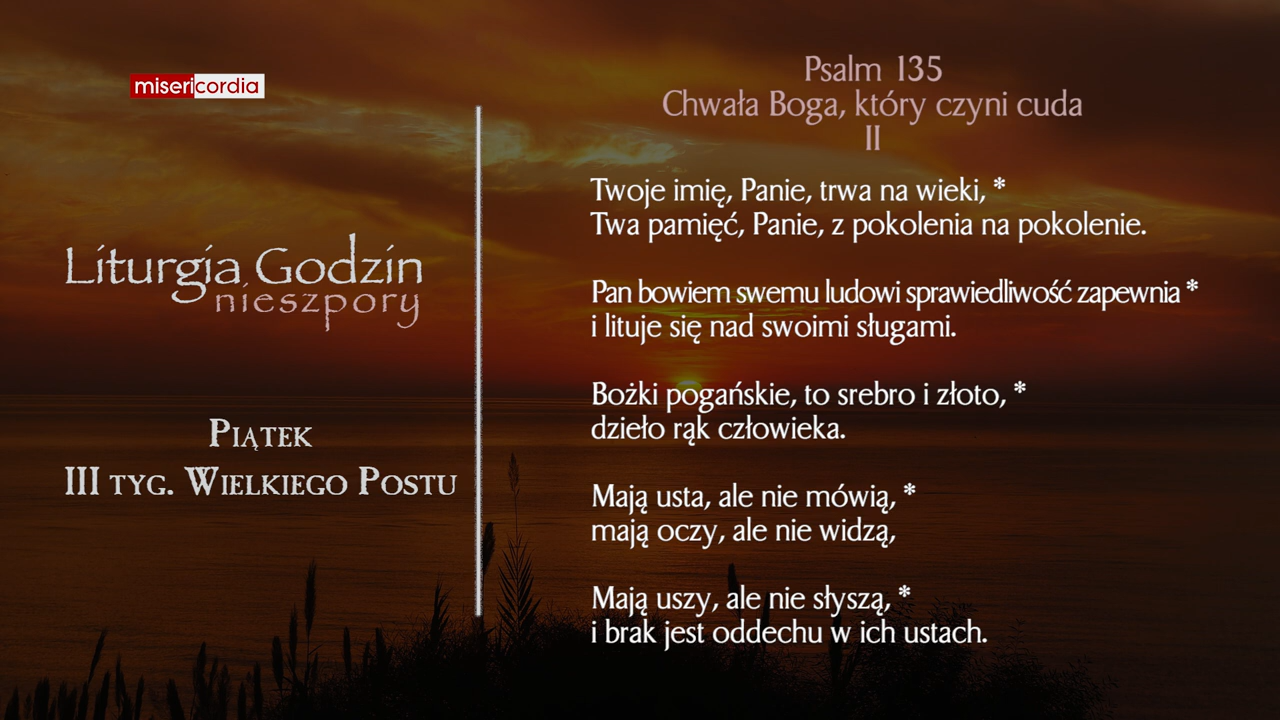 misericordia
Liturgia Godzin
nieszpory
Piątek
III tyg. Wielkiego Postu
Psalm 135
Chwała Boga, który czyni cuda
II
Twoje imię, Panie, trwa na wieki, *
Twa pamięć, Panie, z pokolenia na pokolenie.
Pan bowiem swemu ludowi sprawiedliwość zapewnia *
i lituje się nad swoimi sługami.
Bożki pogańskie, to srebro i złoto, *
dzieło rąk człowieka.
Mają usta, ale nie mówią, *
mają oczy, ale nie widzą,
Mają uszy, ale nie słyszą, *
i brak jest oddechu w ich ustach.